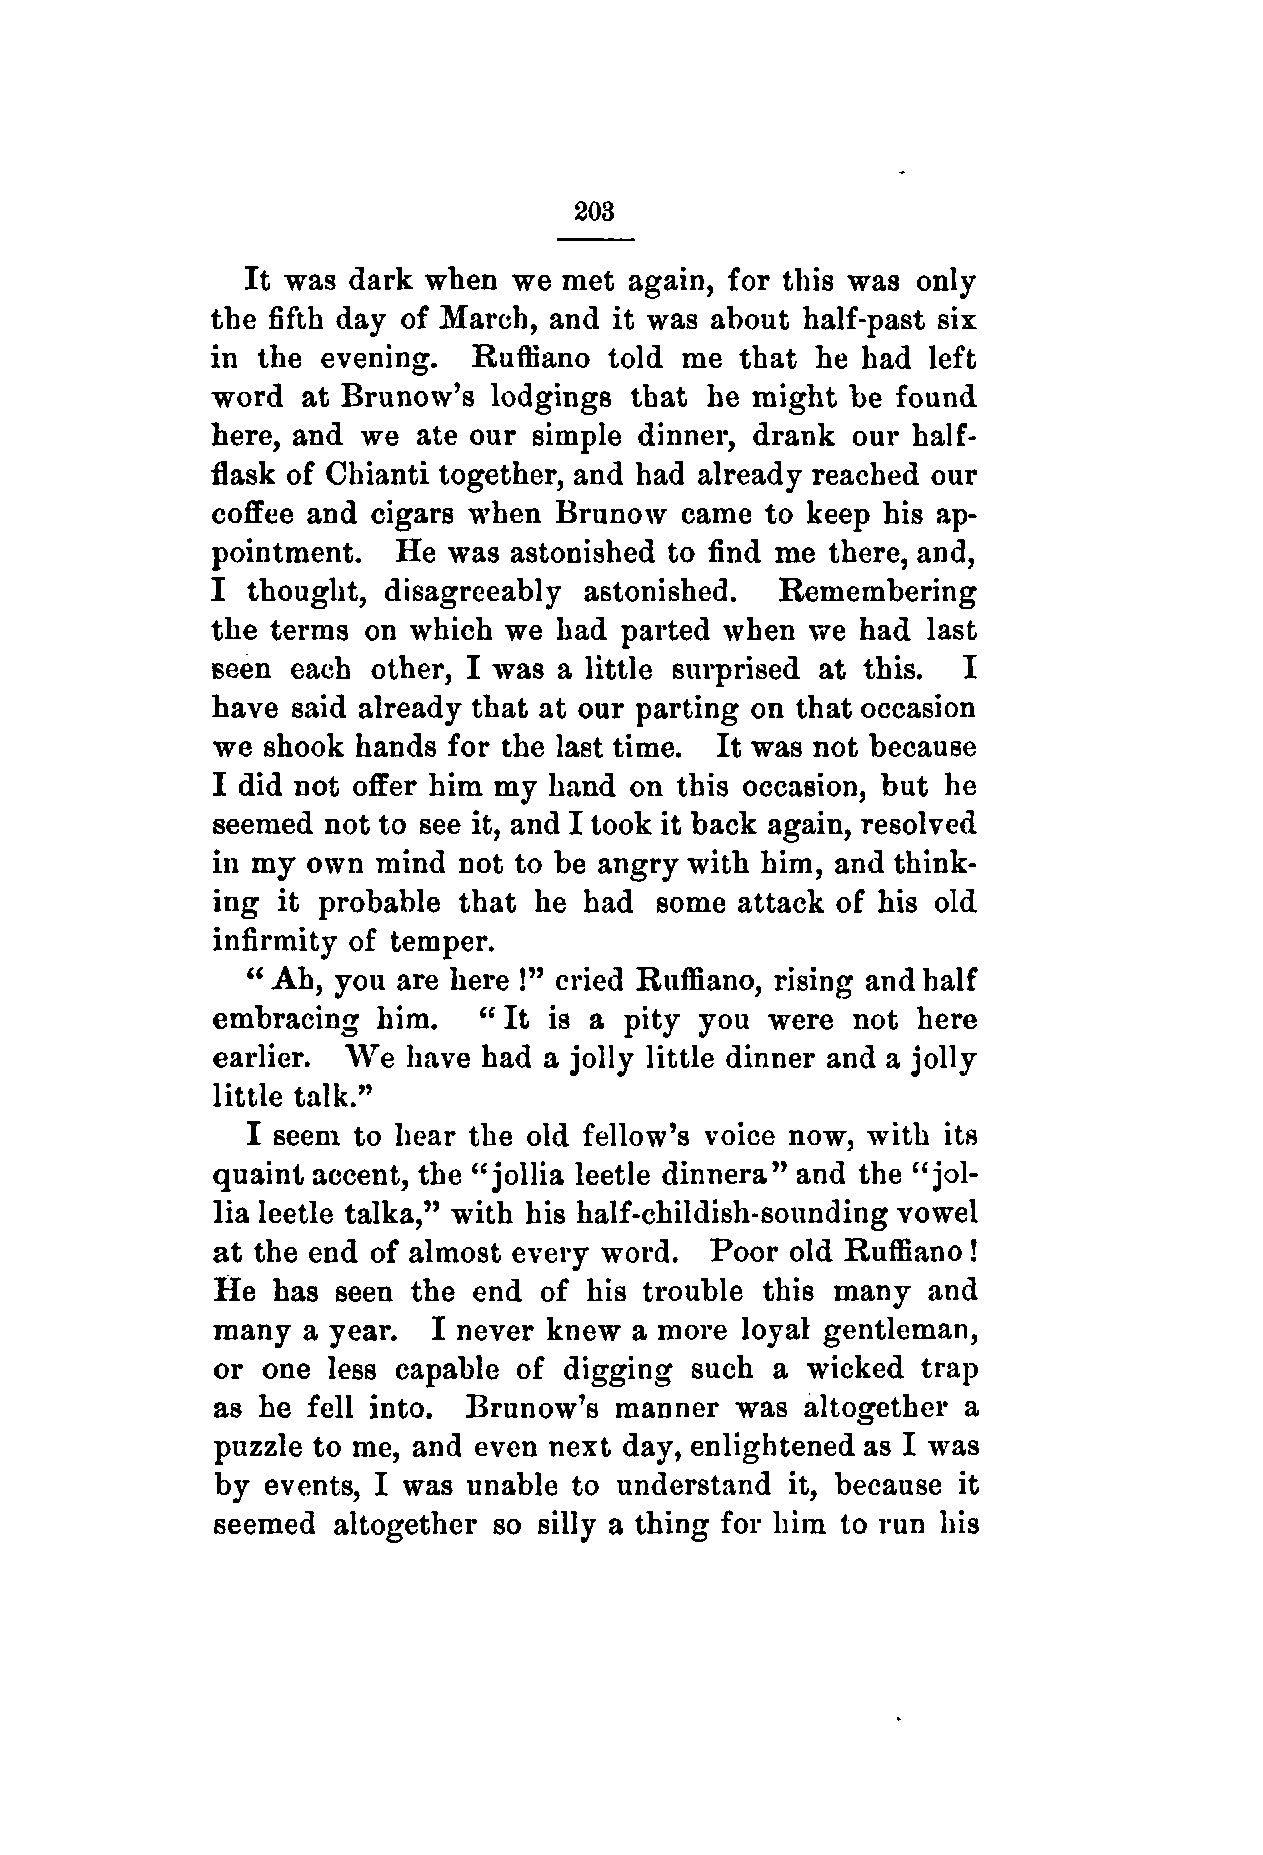 203
It was dark when we met again, for this was only
the fifth day of March, and it was about half-past six
in the evening. Ruffiano told me that he had left
word at Brunow's lodgings that he might be found
here, and we ate our simple dinner, drank our half-
flask of Chianti together, and had already reached our
coffee and cigars when Brunow came to keep his ap-
pointment. He was astonished to find me there, and,
I thought, disagreeably astonished. Remembering
the terms on which we had parted when we had last
seen each other, I was a little surprised at this. I
have said already that at our parting on that occasion
we shook hands for the last time. It was not because
I did not offer him my hand on this occasion, but he
seemed not to see it, and I took it back again, resolved
in my own mind not to be angry with him, and think-
ing it probable that he had some attack of his old
infirmity of temper.
"Ah, you are here!" cried Ruffiano, rising and half
embracing him. "It is a pity you were not here
earlier. We have had a jolly little dinner and a jolly
little talk."
I seem to hear the old fellow's voice now, with its
quaint accent, the "jollia leetle dinnera" and the "jol-
lia leetle talka," with his half-childish-sounding vowel
at the end of almost every word. Poor old Ruffiano!
He has seen the end of his trouble this many and
many a year. I never knew a more loyal gentleman,
or one less capable of digging such a wicked trap
as he fell into. Brunow's manner was altogether a
puzzle to me, and even next day, enlightened as I was
by events, I was unable to understand it, because it
seemed altogether so silly a thing for him to run his